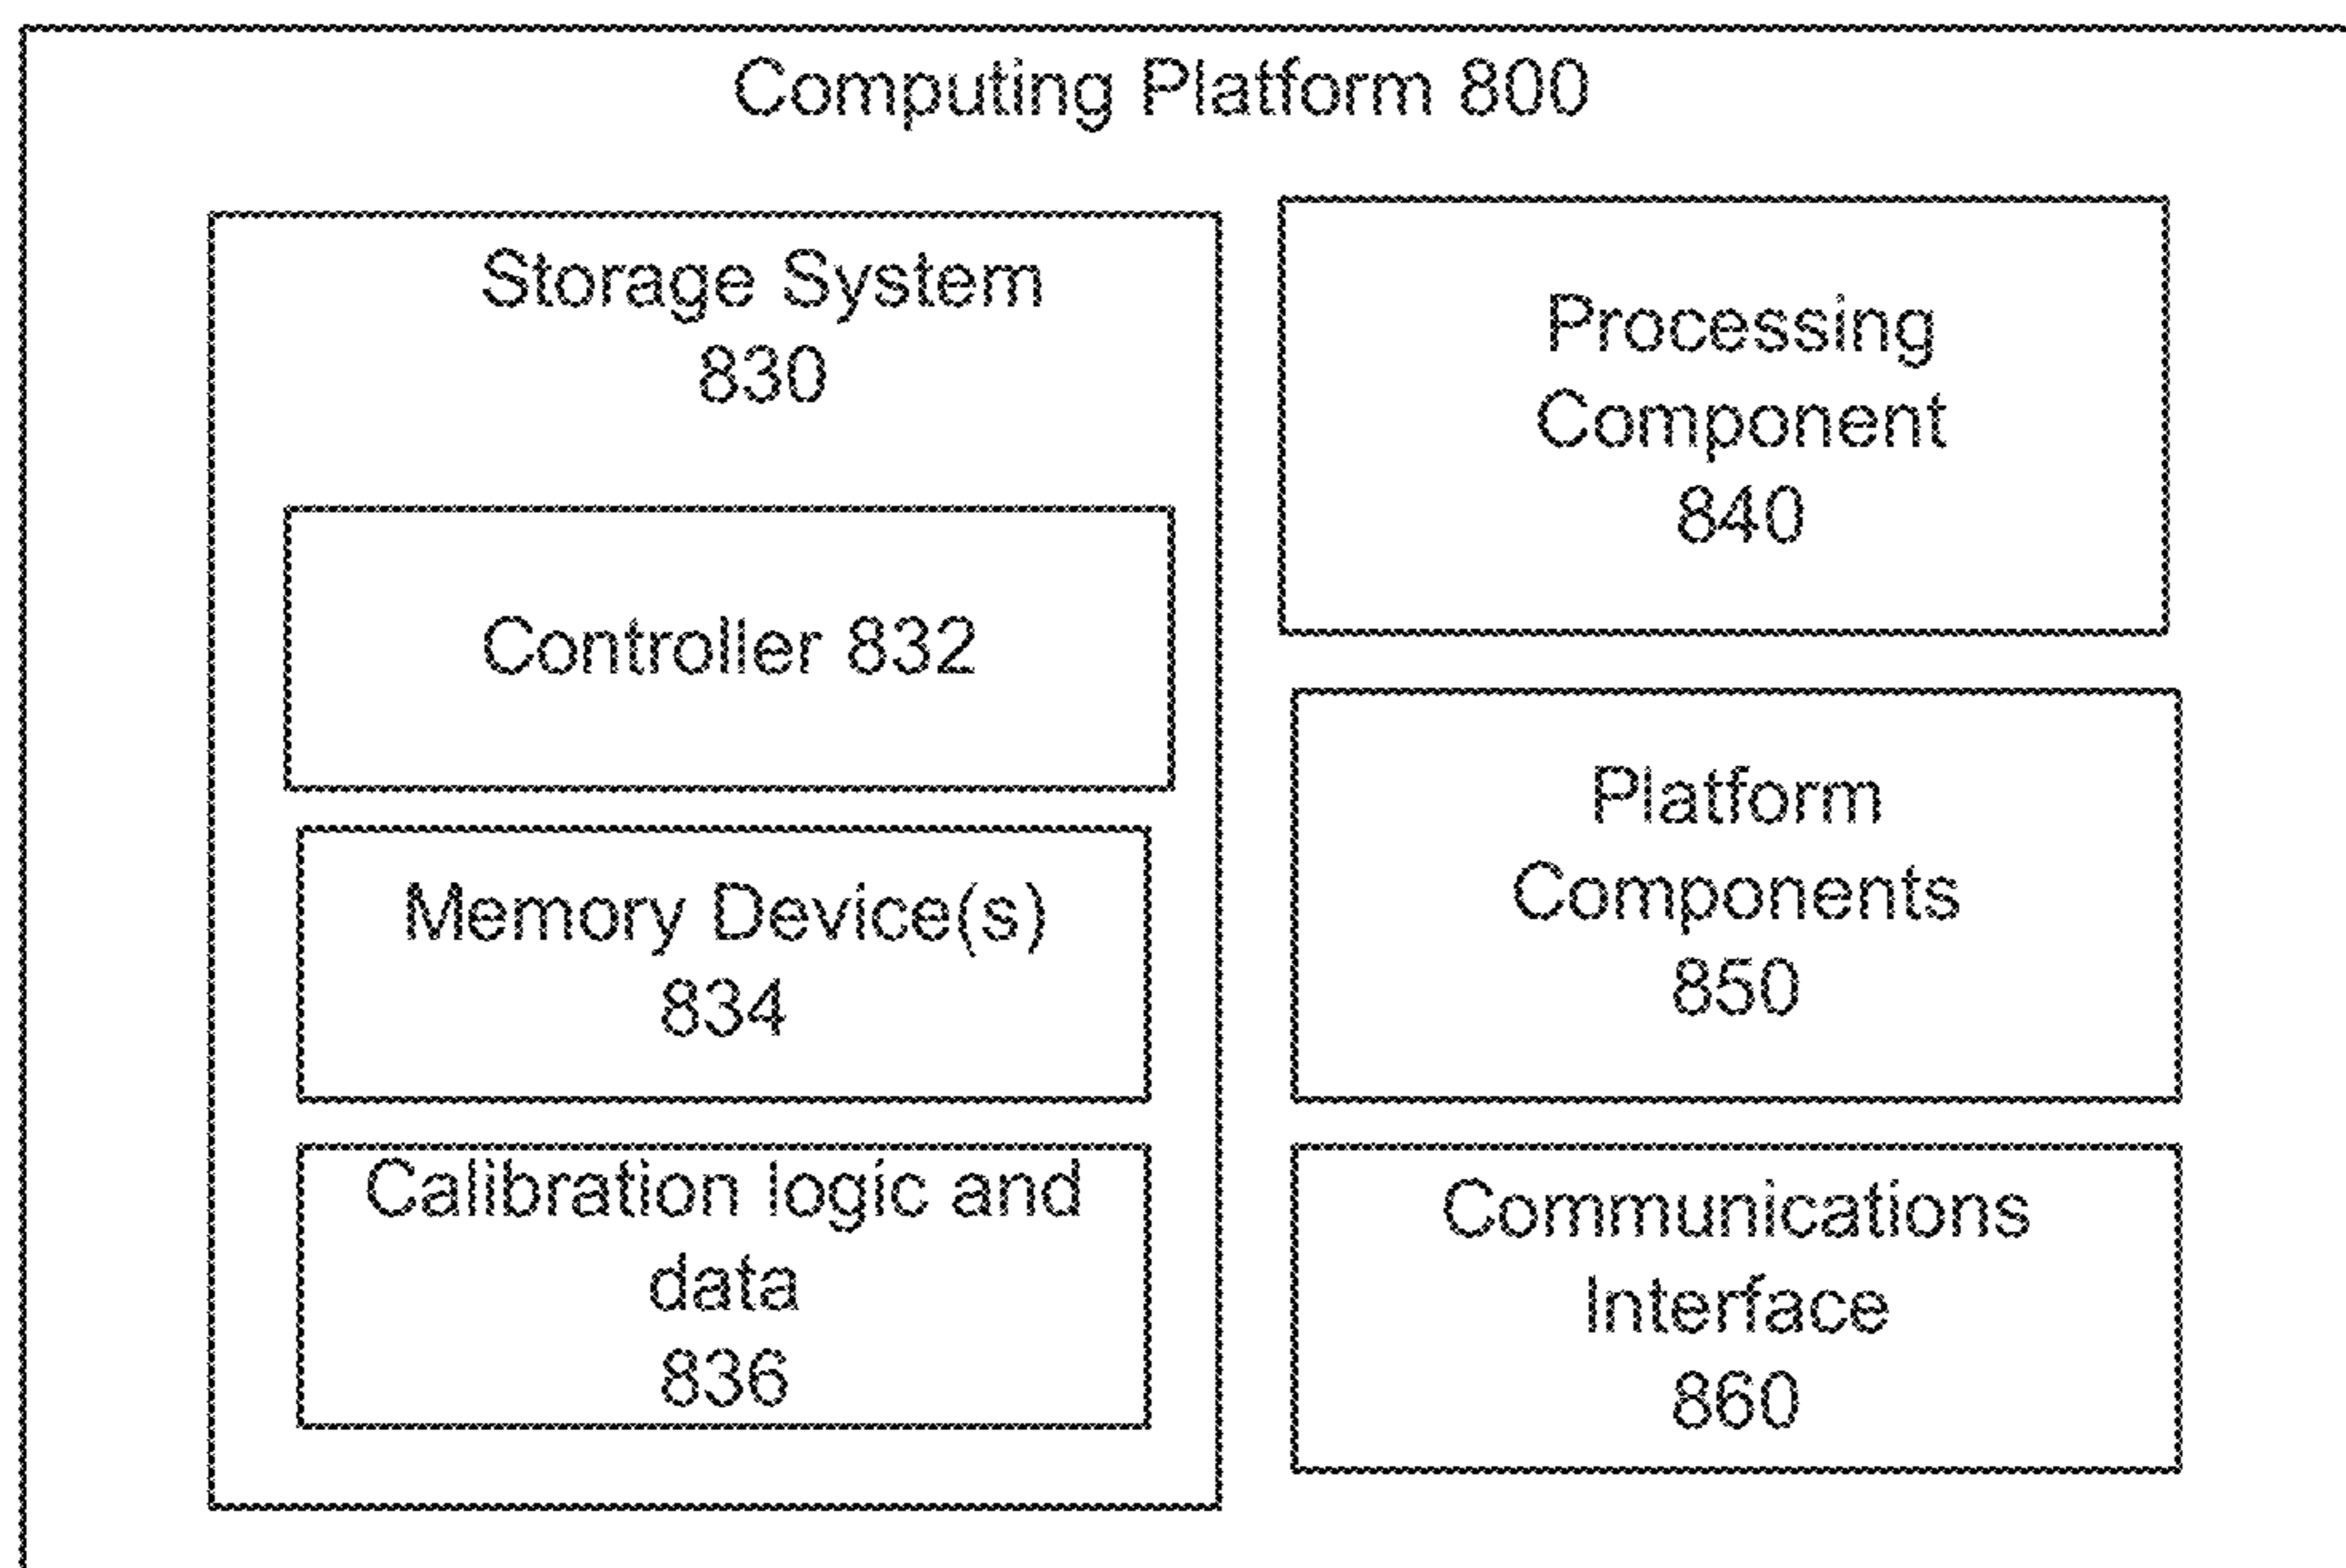 Computing Platform 800
Storage System
830
Controller 832
Memory Device(s)
834
Calibration logic and
data
836
Processing
Component
840
Platform
Components
850
Communications
Interface
860